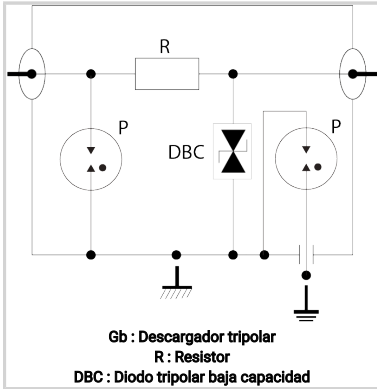 R
P
P
DBC
Gb : Descargador tripolar
R : Resistor
DBC : Diodo tripolar baja capacidad